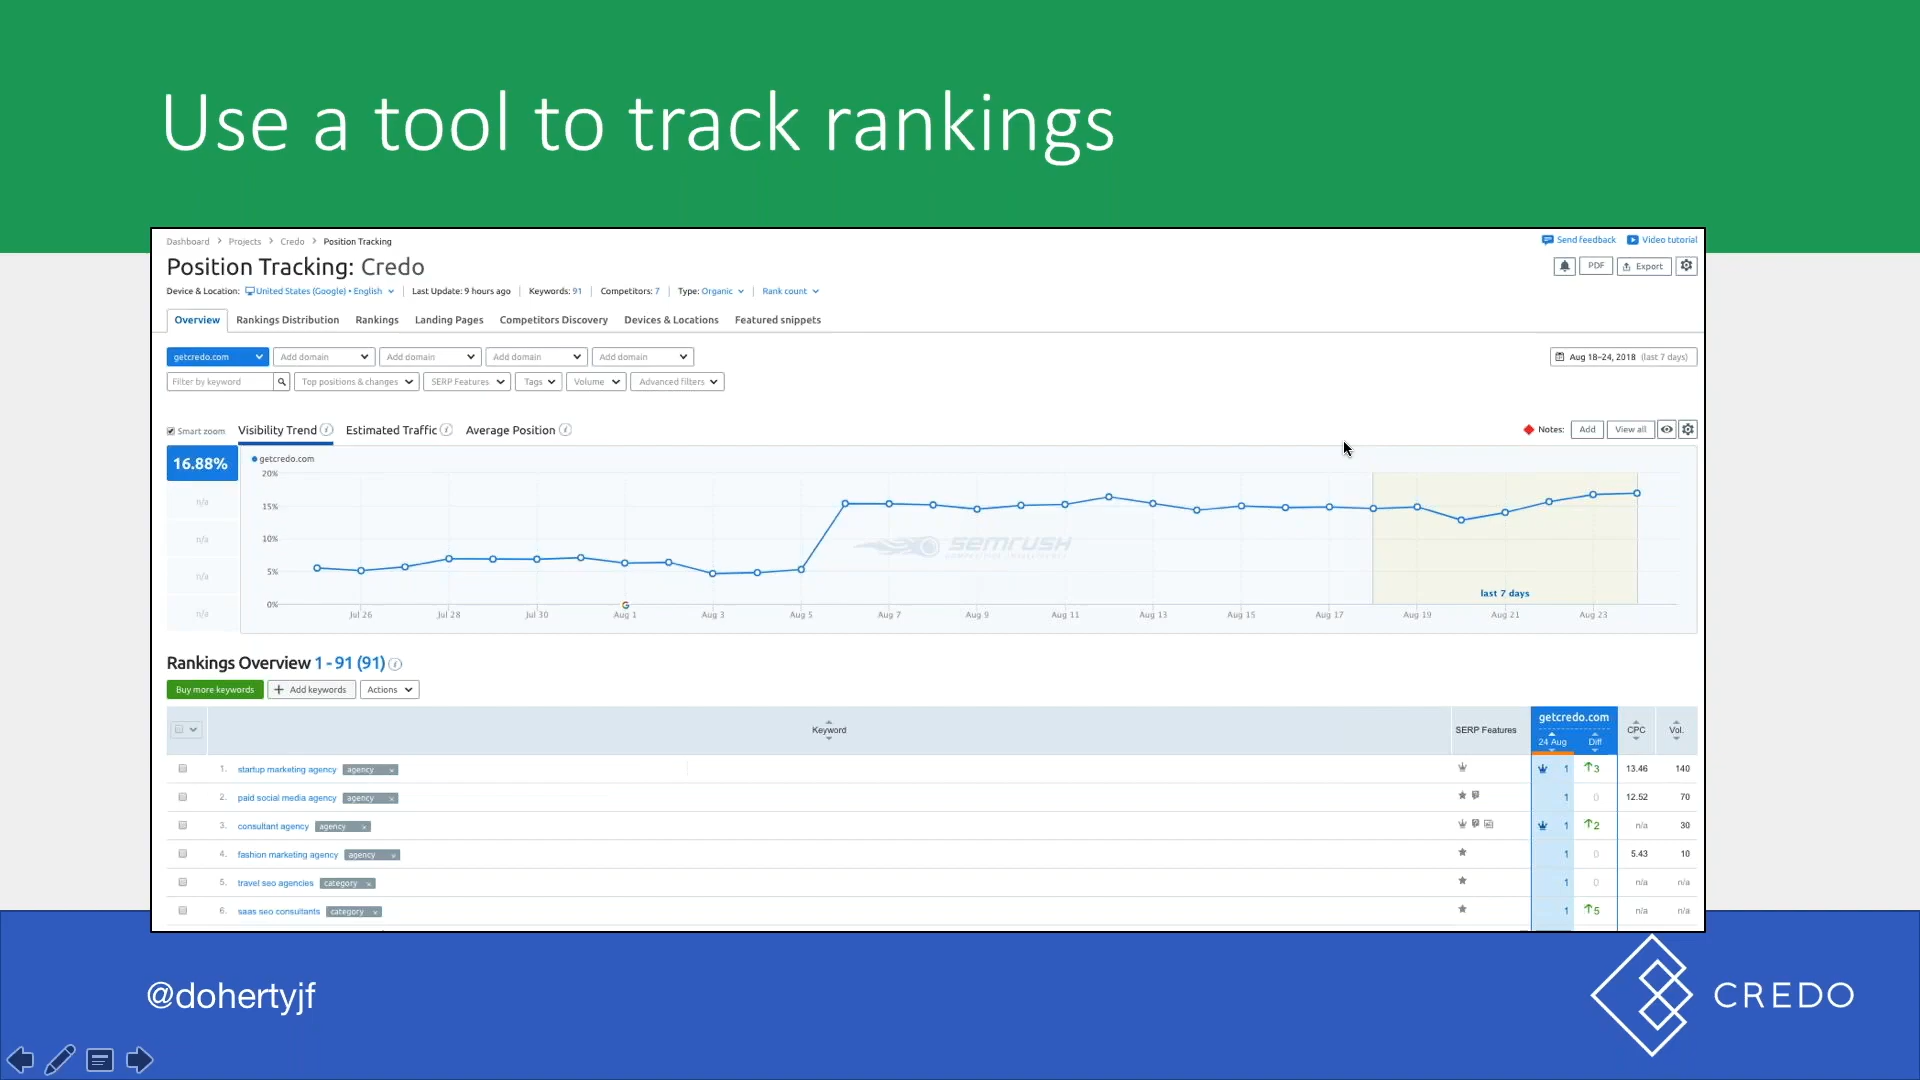 Use a tool to track rankings
Dashboard > Projects > Credo > Position Tracking
Send feedback Video tutorial
Position Tracking: Credo
PDF Export
Device & Location: United States (Google) • English Last Update: 9 hours ago Keywords: 91 Competitors: 7 Type: Organic Rank count
Overview Rankings Distribution Rankings Landing Pages Competitors Discovery Devices & Locations Featured snippets
getcredo.com Add domain Add domain Add domain Add domain
Aug 18–24, 2018 (last 7 days)
Filter by keyword Top positions & changes SERP Features Tags Volume Advanced filters
Smart zoom Visibility Trend Estimated Traffic Average Position
Notes: Add View all
16.88%
getcredo.com
20%
n/a
15%
n/a
10%
SEMRUSH
COMPETITIVE INTELLIGENCE
n/a
5%
last 7 days
n/a
0%
Jul 26 Jul 28 Jul 30 Aug 1 Aug 3 Aug 5 Aug 7 Aug 9 Aug 11 Aug 13 Aug 15 Aug 17 Aug 19 Aug 21 Aug 23
Rankings Overview 1 - 91 (91)
Buy more keywords + Add keywords Actions
Keyword SERP Features getcredo.com 24 Aug Diff CPC Vol.
1. startup marketing agency agency x 1 ↑3 13.46 140
2. paid social media agency agency x 1 0 12.52 70
3. consultant agency agency x 1 ↑2 n/a 30
4. fashion marketing agency agency x 1 0 5.43 10
5. travel seo agencies category x 1 0 n/a n/a
6. saas seo consultants category x 1 ↑5 n/a n/a
@dohertyjf
CREDO